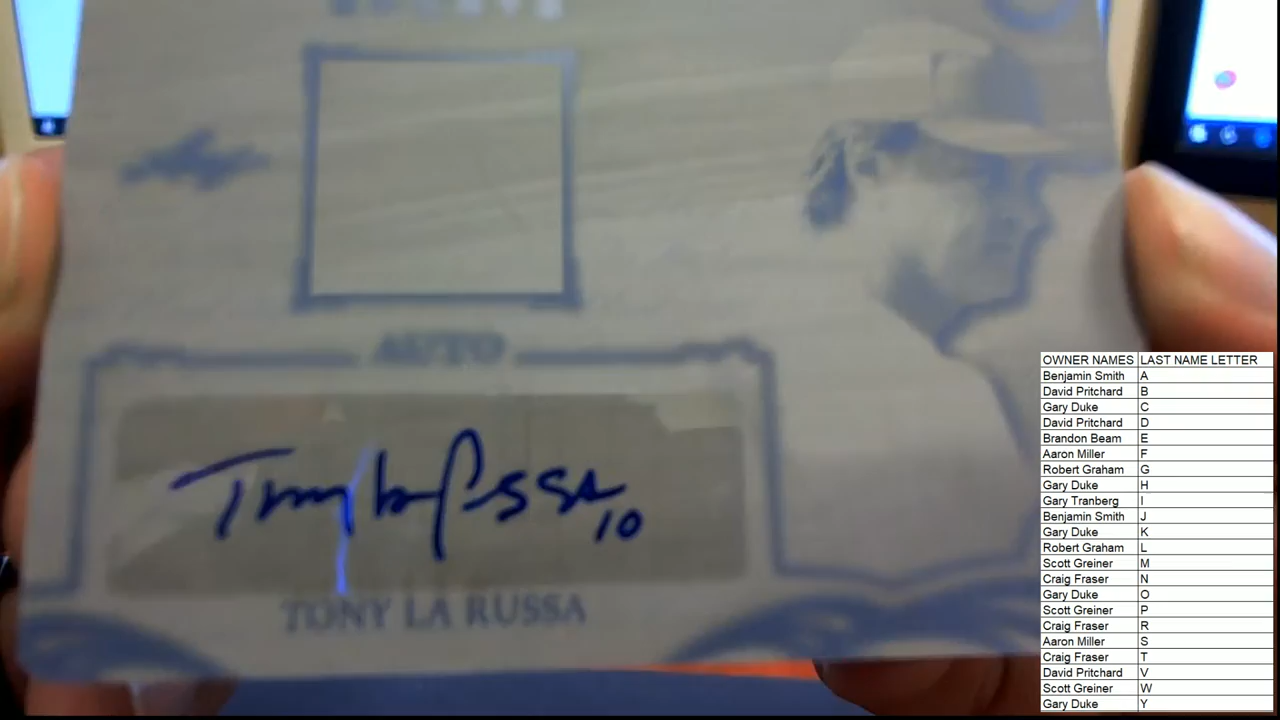 AUTO
Tony La Russa 10
TONY LA RUSSA
OWNER NAMES LAST NAME LETTER
Benjamin Smith A
David Pritchard B
Gary Duke C
David Pritchard D
Brandon Beam E
Aaron Miller F
Robert Graham G
Gary Duke H
Gary Tranberg I
Benjamin Smith J
Gary Duke K
Robert Graham L
Scott Greiner M
Craig Fraser N
Gary Duke O
Scott Greiner P
Craig Fraser R
Aaron Miller S
Craig Fraser T
David Pritchard V
Scott Greiner W
Gary Duke Y